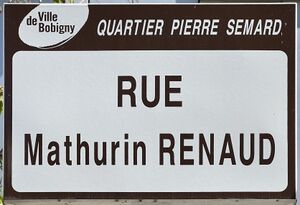 Ville
de Bobigny
QUARTIER PIERRE SEMARD
RUE
Mathurin RENAUD